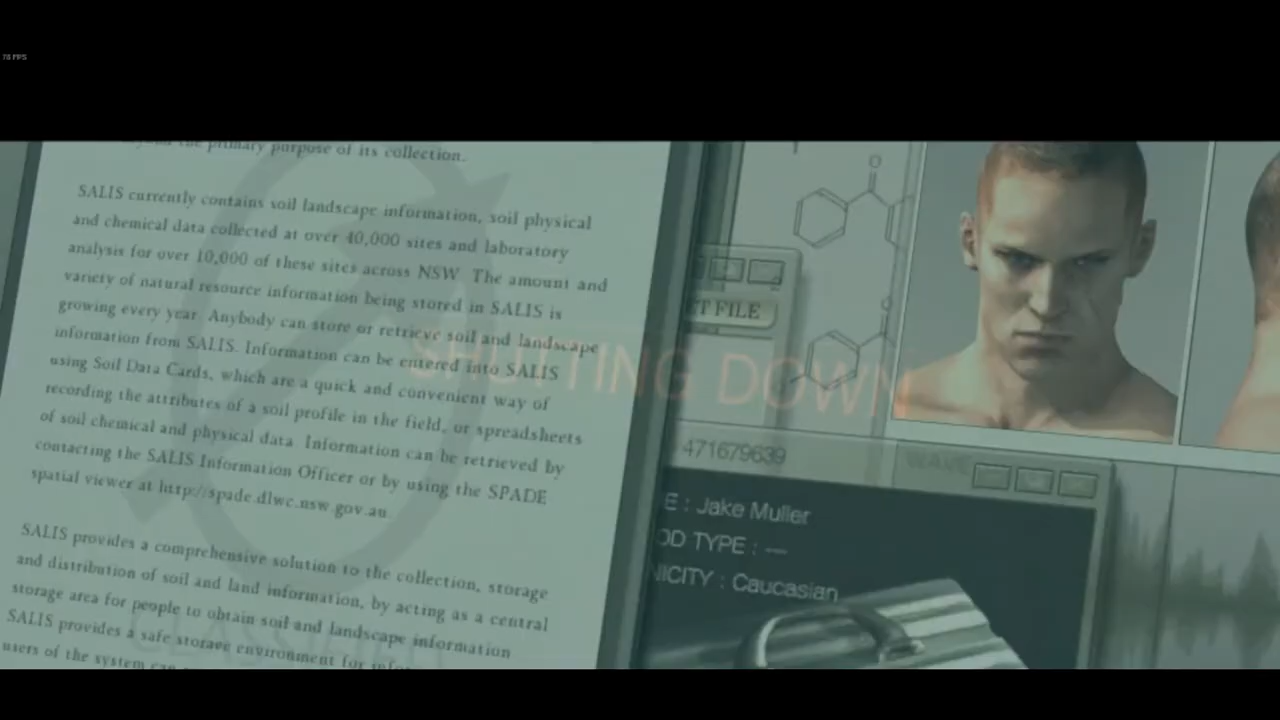 78 FPS
the primary purpose of its collection.
SALIS currently contains soil landscape information, soil physical
and chemical data collected at over 40,000 sites and laboratory
analysis for over 10,000 of these sites across NSW. The amount and
variety of natural resource information being stored in SALIS is
growing every year. Anybody can store or retrieve soil and landscape
information from SALIS. Information can be entered into SALIS
using Soil Data Cards, which are a quick and convenient way of
recording the attributes of a soil profile in the field, or spreadsheets
of soil chemical and physical data. Information can be retrieved by
contacting the SALIS Information Officer or by using the SPADE
spatial viewer at http://spade.dlwc.nsw.gov.au.
SALIS provides a comprehensive solution to the collection, storage
and distribution of soil and land information, by acting as a central
storage area for people to obtain soil and landscape information
SALIS provides a safe storage environment for
users of the system can
SHUTTING DOWN
ET FILE
471679639
WAVE
E : Jake Muller
OD TYPE : ---
NICITY : Caucasian
O
O